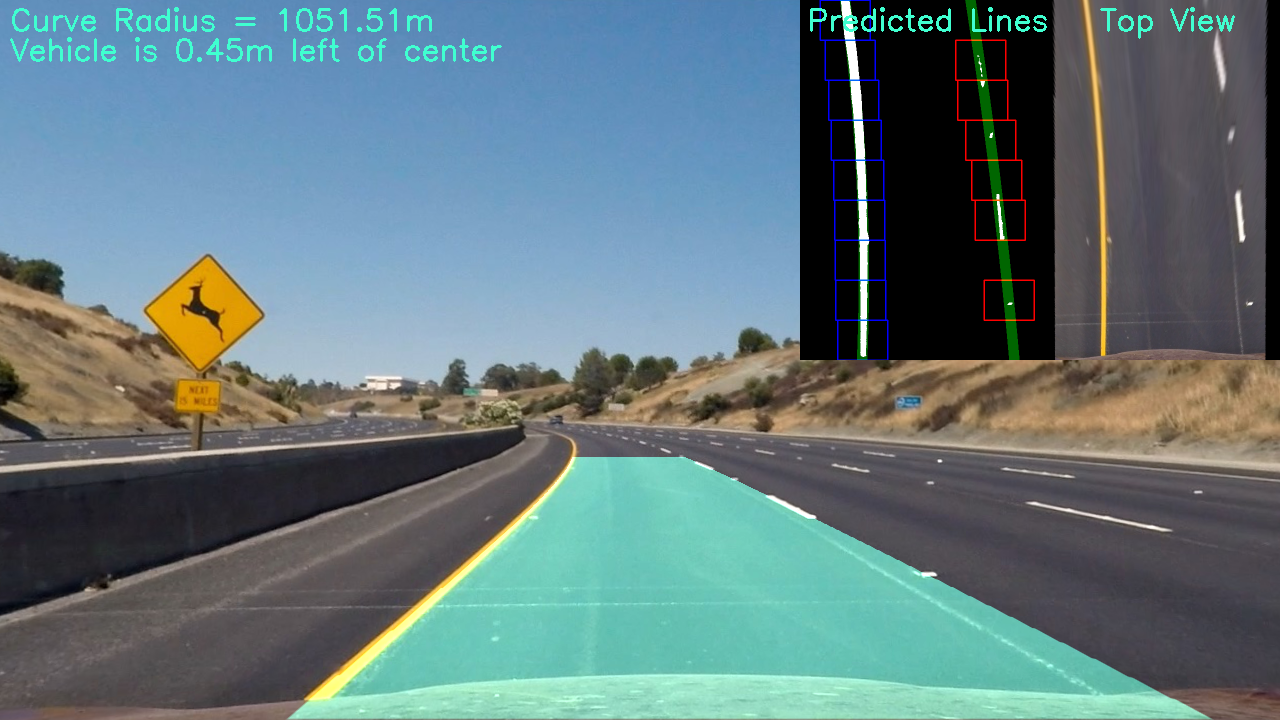 Curve Radius = 1051.51m
Vehicle is 0.45m left of center
Predicted Lines
Top View
NEXT
15 MILES